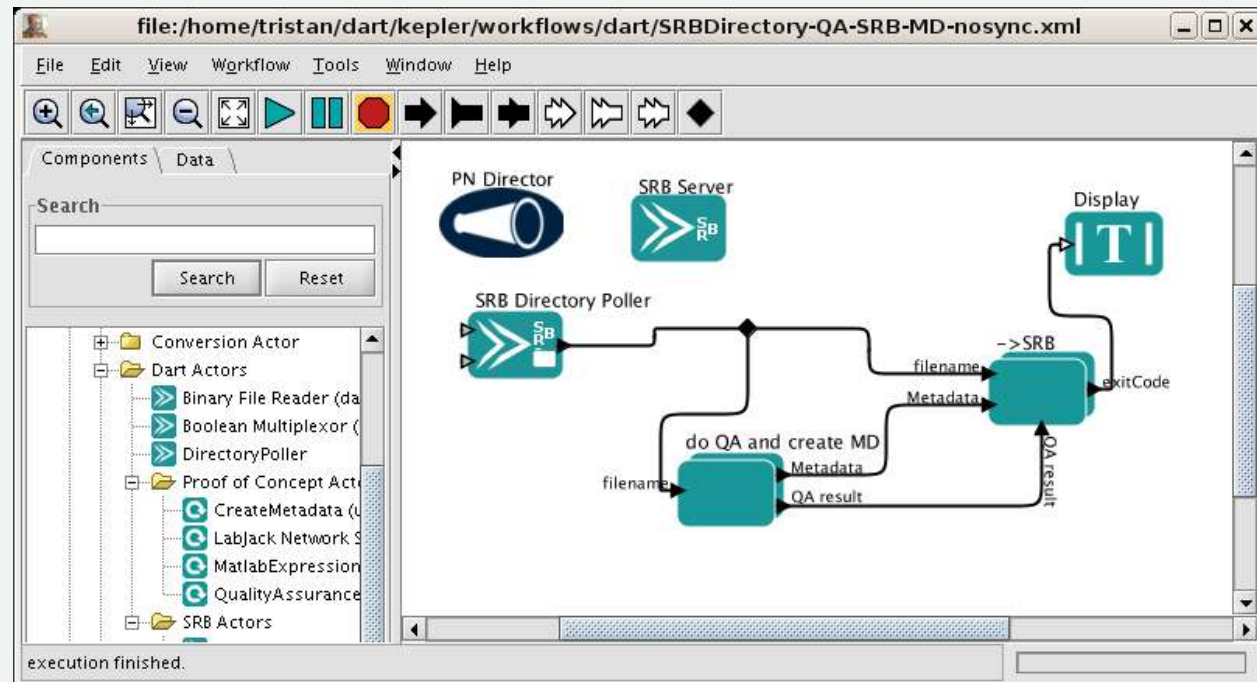 file:/home/tristan/dart/kepler/workflows/dart/SRBDirectory-QA-SRB-MD-nosync.xml
File Edit View Workflow Tools Window Help
Components Data
Search
Search Reset
Conversion Actor
Dart Actors
Binary File Reader (da
Boolean Multiplexor (
DirectoryPoller
Proof of Concept Act
CreateMetadata (u
LabJack Network S
MatlabExpression
QualityAssurance
SRB Actors
PN Director
SRB Server
SRB
Display
T
SRB Directory Poller
SRB
->SRB
filename
Metadata
exitCode
QA result
do QA and create MD
filename
Metadata
QA result
execution finished.